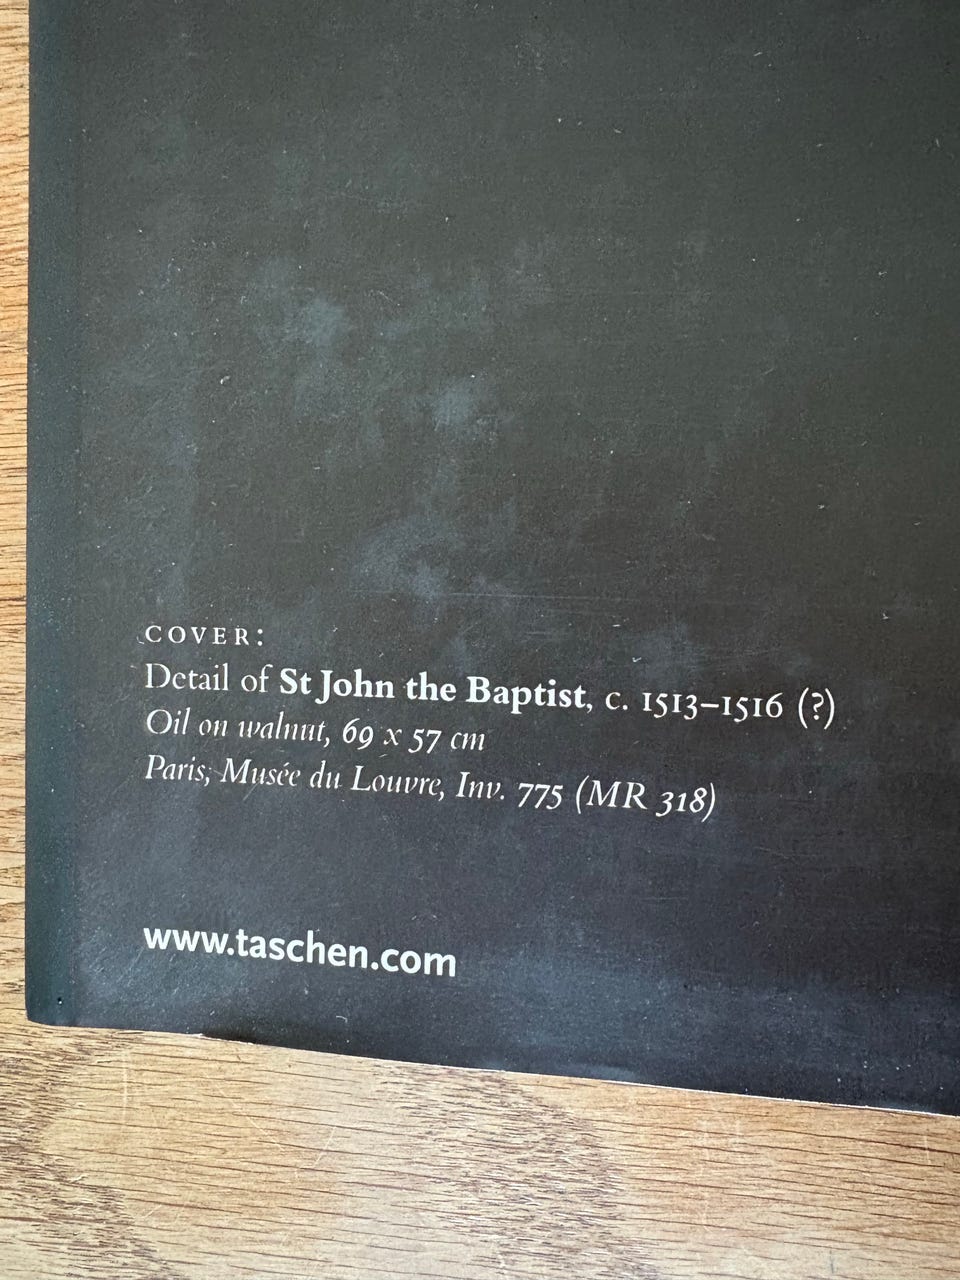 COVER:
Detail of St John the Baptist, c. 1513–1516 (?)
Oil on walnut, 69 x 57 cm
Paris, Musée du Louvre, Inv. 775 (MR 318)
www.taschen.com